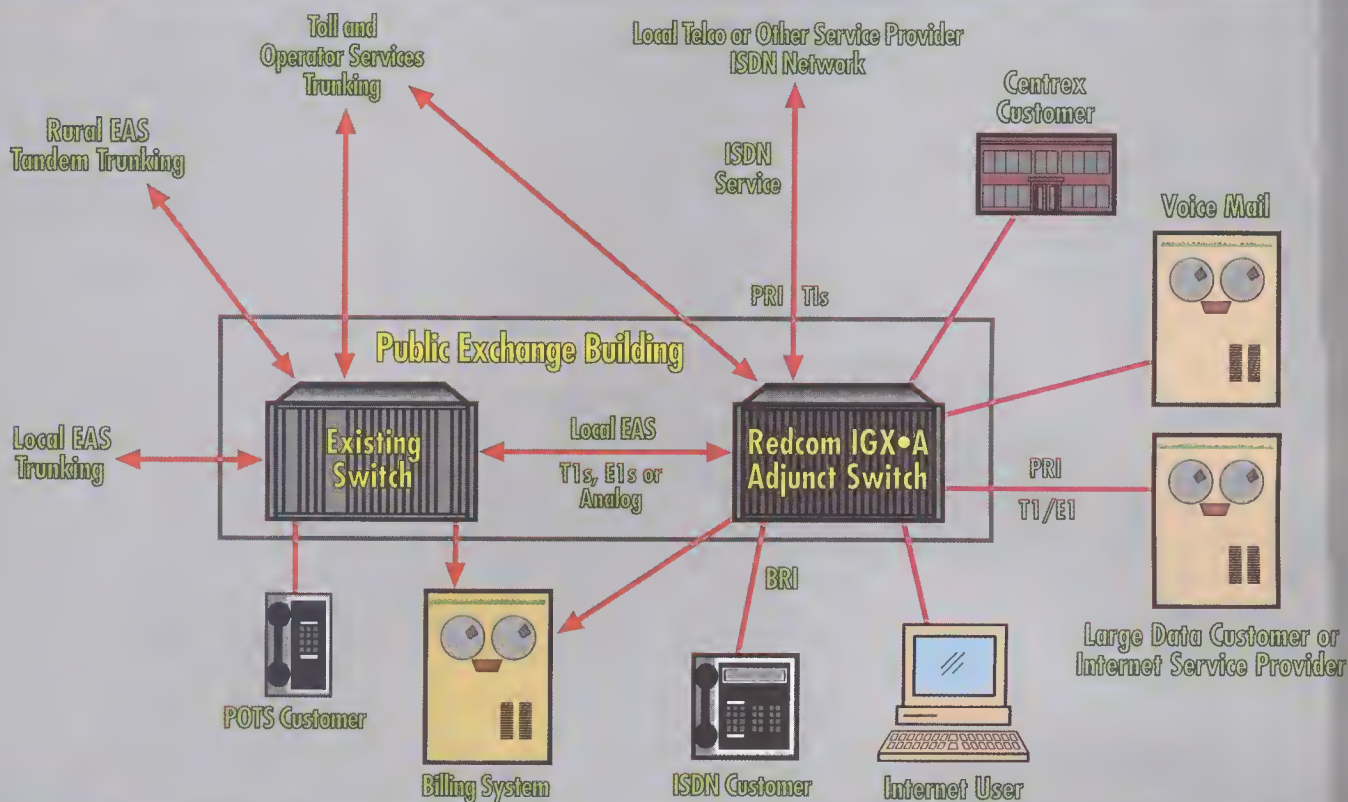 Toll and
Operator Services
Trunking
Local Telco or Other Service Provider
ISDN Network
Centrex
Customer
Rural EAS
Tandem Trunking
ISDN
Service
Voice Mail
PRI T1s
Public Exchange Building
Local EAS
Trunking
Existing
Switch
Local EAS
T1s, E1s or
Analog
Redcom IGX•A
Adjunct Switch
PRI
T1/E1
BRI
POTS Customer
Billing System
ISDN Customer
Internet User
Large Data Customer or
Internet Service Provider